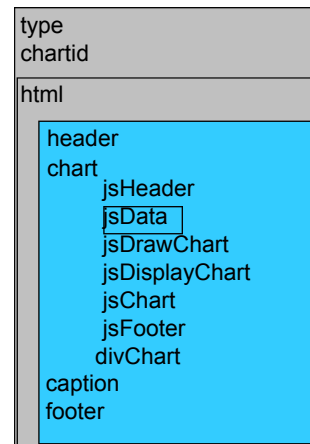 type
chartid
html
header
chart
jsHeader
jsData
jsDrawChart
jsDisplayChart
jsChart
jsFooter
divChart
caption
footer